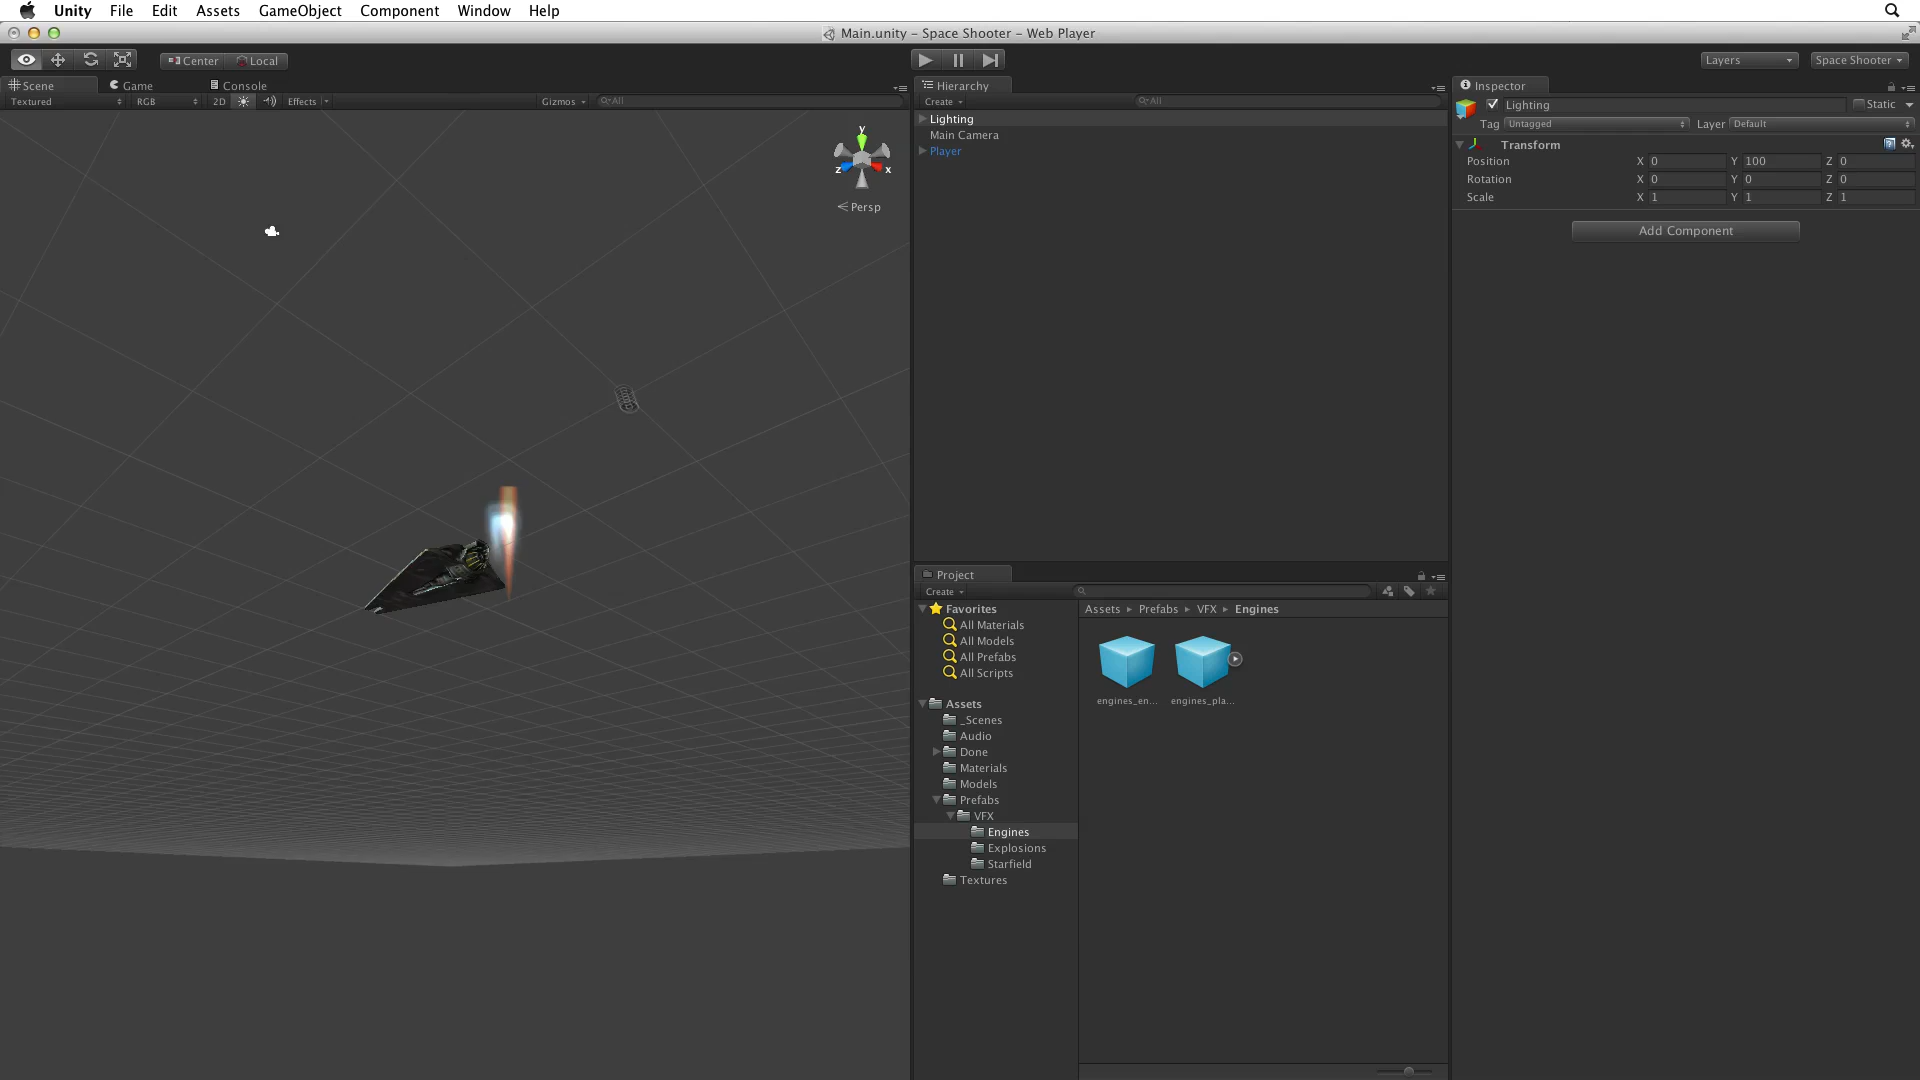 Unity File Edit Assets GameObject Component Window Help
Main.unity – Space Shooter – Web Player
Center Local
Layers Space Shooter
Scene Game Console
Textured RGB 2D Effects Gizmos All
y
z x
Persp
Hierarchy
Create All
Lighting
Main Camera
Player
Project
Create
Favorites
All Materials
All Models
All Prefabs
All Scripts
Assets
_Scenes
Audio
Done
Materials
Models
Prefabs
VFX
Engines
Explosions
Starfield
Textures
Assets Prefabs VFX Engines
engines_en... engines_pla...
Inspector
Lighting Static
Tag Untagged Layer Default
Transform
Position X 0 Y 100 Z 0
Rotation X 0 Y 0 Z 0
Scale X 1 Y 1 Z 1
Add Component